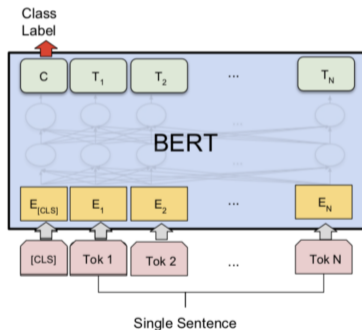 Class
Label
C T1 T2 ... TN
BERT
E[CLS] E1 E2 ... EN
[CLS] Tok 1 Tok 2 ... Tok N
Single Sentence